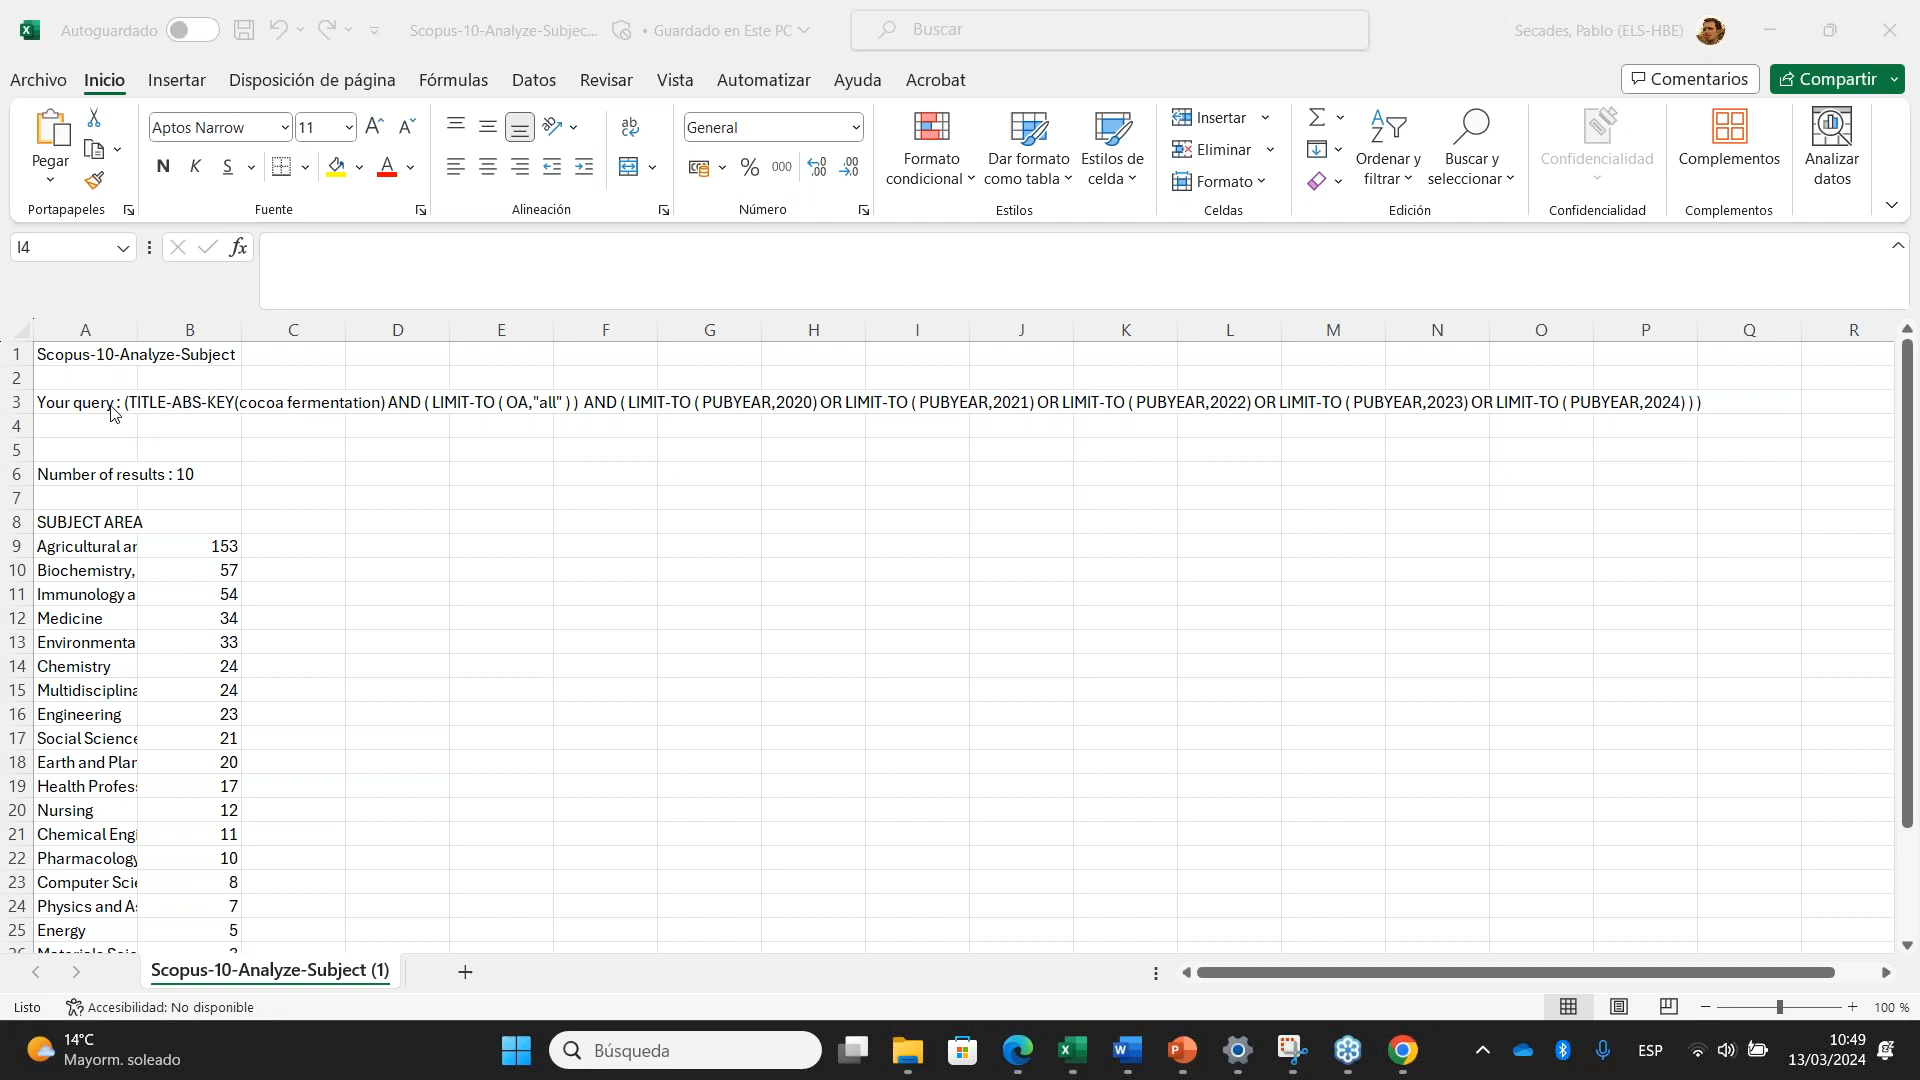 Autoguardado
Scopus-10-Analyze-Subjec...
• Guardado en Este PC
Buscar
Secades, Pablo (ELS-HBE)
Archivo
Inicio
Insertar
Disposición de página
Fórmulas
Datos
Revisar
Vista
Automatizar
Ayuda
Acrobat
Comentarios
Compartir
Pegar
Portapapeles
Aptos Narrow
11
N K S
Fuente
Alineación
General
% 000
Número
Formato condicional
Dar formato como tabla
Estilos de celda
Estilos
Insertar
Eliminar
Formato
Celdas
Ordenar y filtrar
Buscar y seleccionar
Edición
Confidencialidad
Confidencialidad
Complementos
Complementos
Analizar datos
I4
fx
A B C D E F G H I J K L M N O P Q R
1 Scopus-10-Analyze-Subject
2
3 Your query : (TITLE-ABS-KEY(cocoa fermentation) AND ( LIMIT-TO ( OA,"all" ) ) AND ( LIMIT-TO ( PUBYEAR,2020) OR LIMIT-TO ( PUBYEAR,2021) OR LIMIT-TO ( PUBYEAR,2022) OR LIMIT-TO ( PUBYEAR,2023) OR LIMIT-TO ( PUBYEAR,2024) ) )
4
5
6 Number of results : 10
7
8 SUBJECT AREA
9 Agricultural ar 153
10 Biochemistry, 57
11 Immunology a 54
12 Medicine 34
13 Environmenta 33
14 Chemistry 24
15 Multidisciplina 24
16 Engineering 23
17 Social Science 21
18 Earth and Plar 20
19 Health Profess 17
20 Nursing 12
21 Chemical Engi 11
22 Pharmacology 10
23 Computer Scie 8
24 Physics and As 7
25 Energy 5
Scopus-10-Analyze-Subject (1)
Listo
Accesibilidad: No disponible
100 %
14°C
Mayorm. soleado
Búsqueda
ESP
10:49
13/03/2024